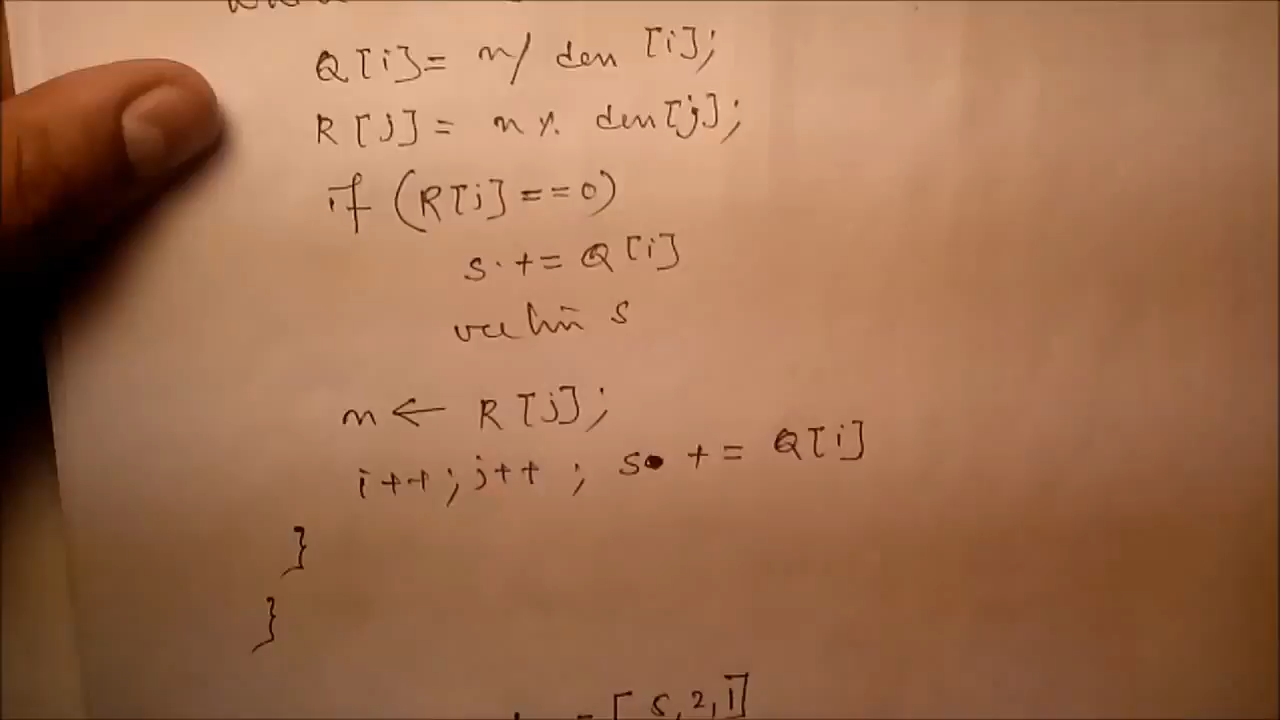 Q[i]= n/ den [i];
R[j] = n %. den[j];
if (R[j]==0)
s. += Q[i]
return s
n ← R[j];
i++; j++ ; s. += Q[i]
}
}
=[5,2,1]